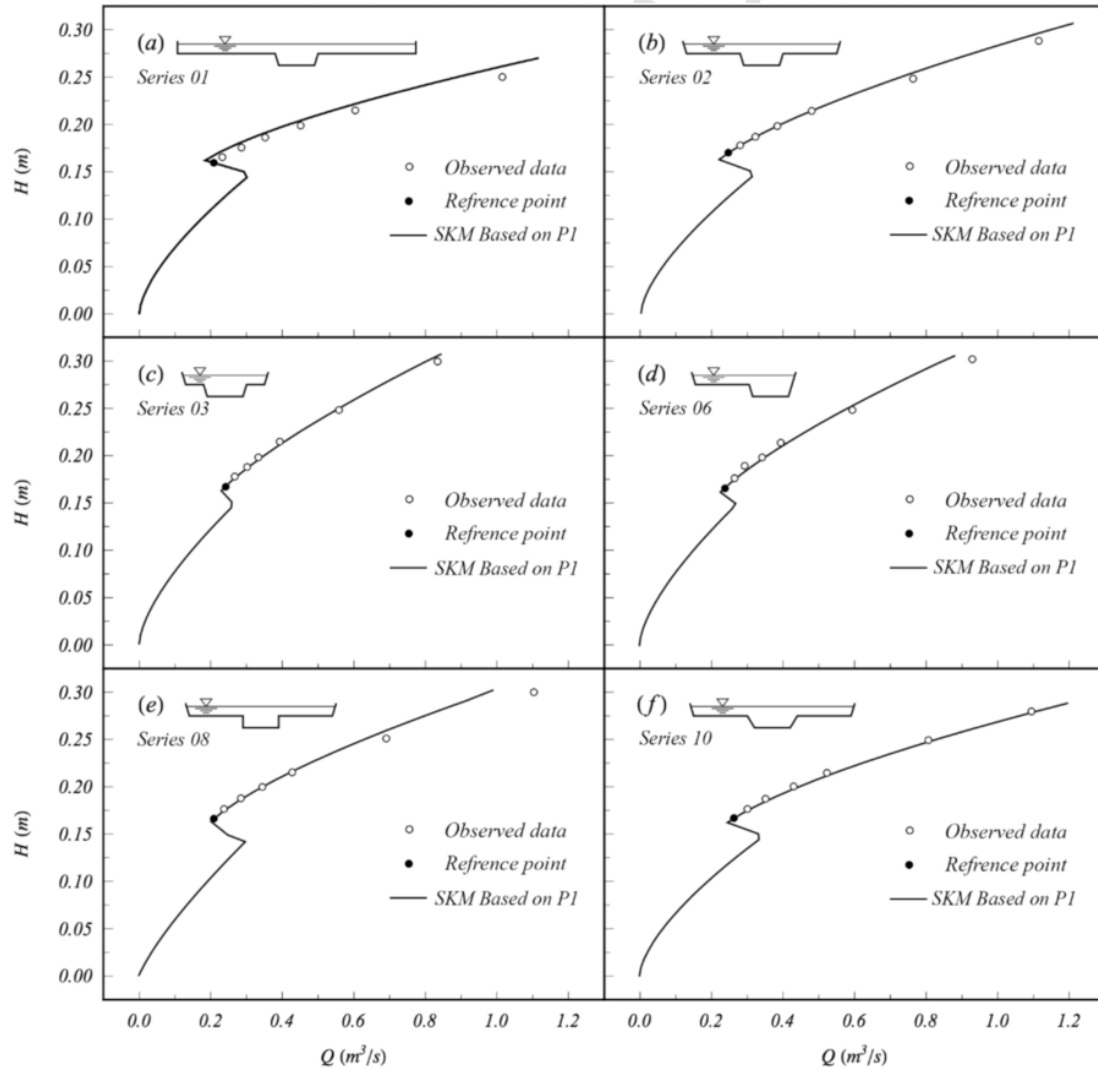 (a)
Series 01
Observed data
Refrence point
SKM Based on P1
H (m)
0.30
0.25
0.20
0.15
0.10
0.05
0.00
(b)
Series 02
Observed data
Refrence point
SKM Based on P1
(c)
Series 03
Observed data
Refrence point
SKM Based on P1
H (m)
0.30
0.25
0.20
0.15
0.10
0.05
0.00
(d)
Series 06
Observed data
Refrence point
SKM Based on P1
(e)
Series 08
Observed data
Refrence point
SKM Based on P1
H (m)
0.30
0.25
0.20
0.15
0.10
0.05
0.00
(f)
Series 10
Observed data
Refrence point
SKM Based on P1
0.0 0.2 0.4 0.6 0.8 1.0
Q (m³/s)
0.0 0.2 0.4 0.6 0.8 1.0 1.2
Q (m³/s)